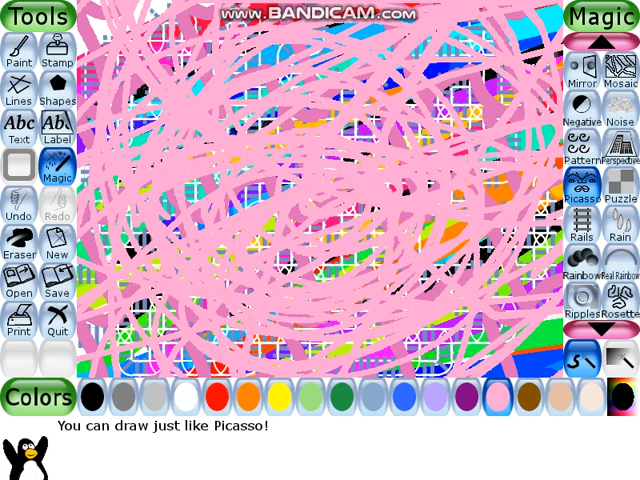 Tools
WWW.BANDICAM.COM
Magic
Paint
Stamp
Lines
Shapes
Abc
Text
Abc
Label
Magic
Undo
Redo
Eraser
New
Open
Save
Print
Quit
Mirror
Mosaic
Negative
Noise
Pattern
Perspective
Picasso
Puzzle
Rails
Rain
Rainbow
Real Rainbow
Ripples
Rosette
Colors
You can draw just like Picasso!